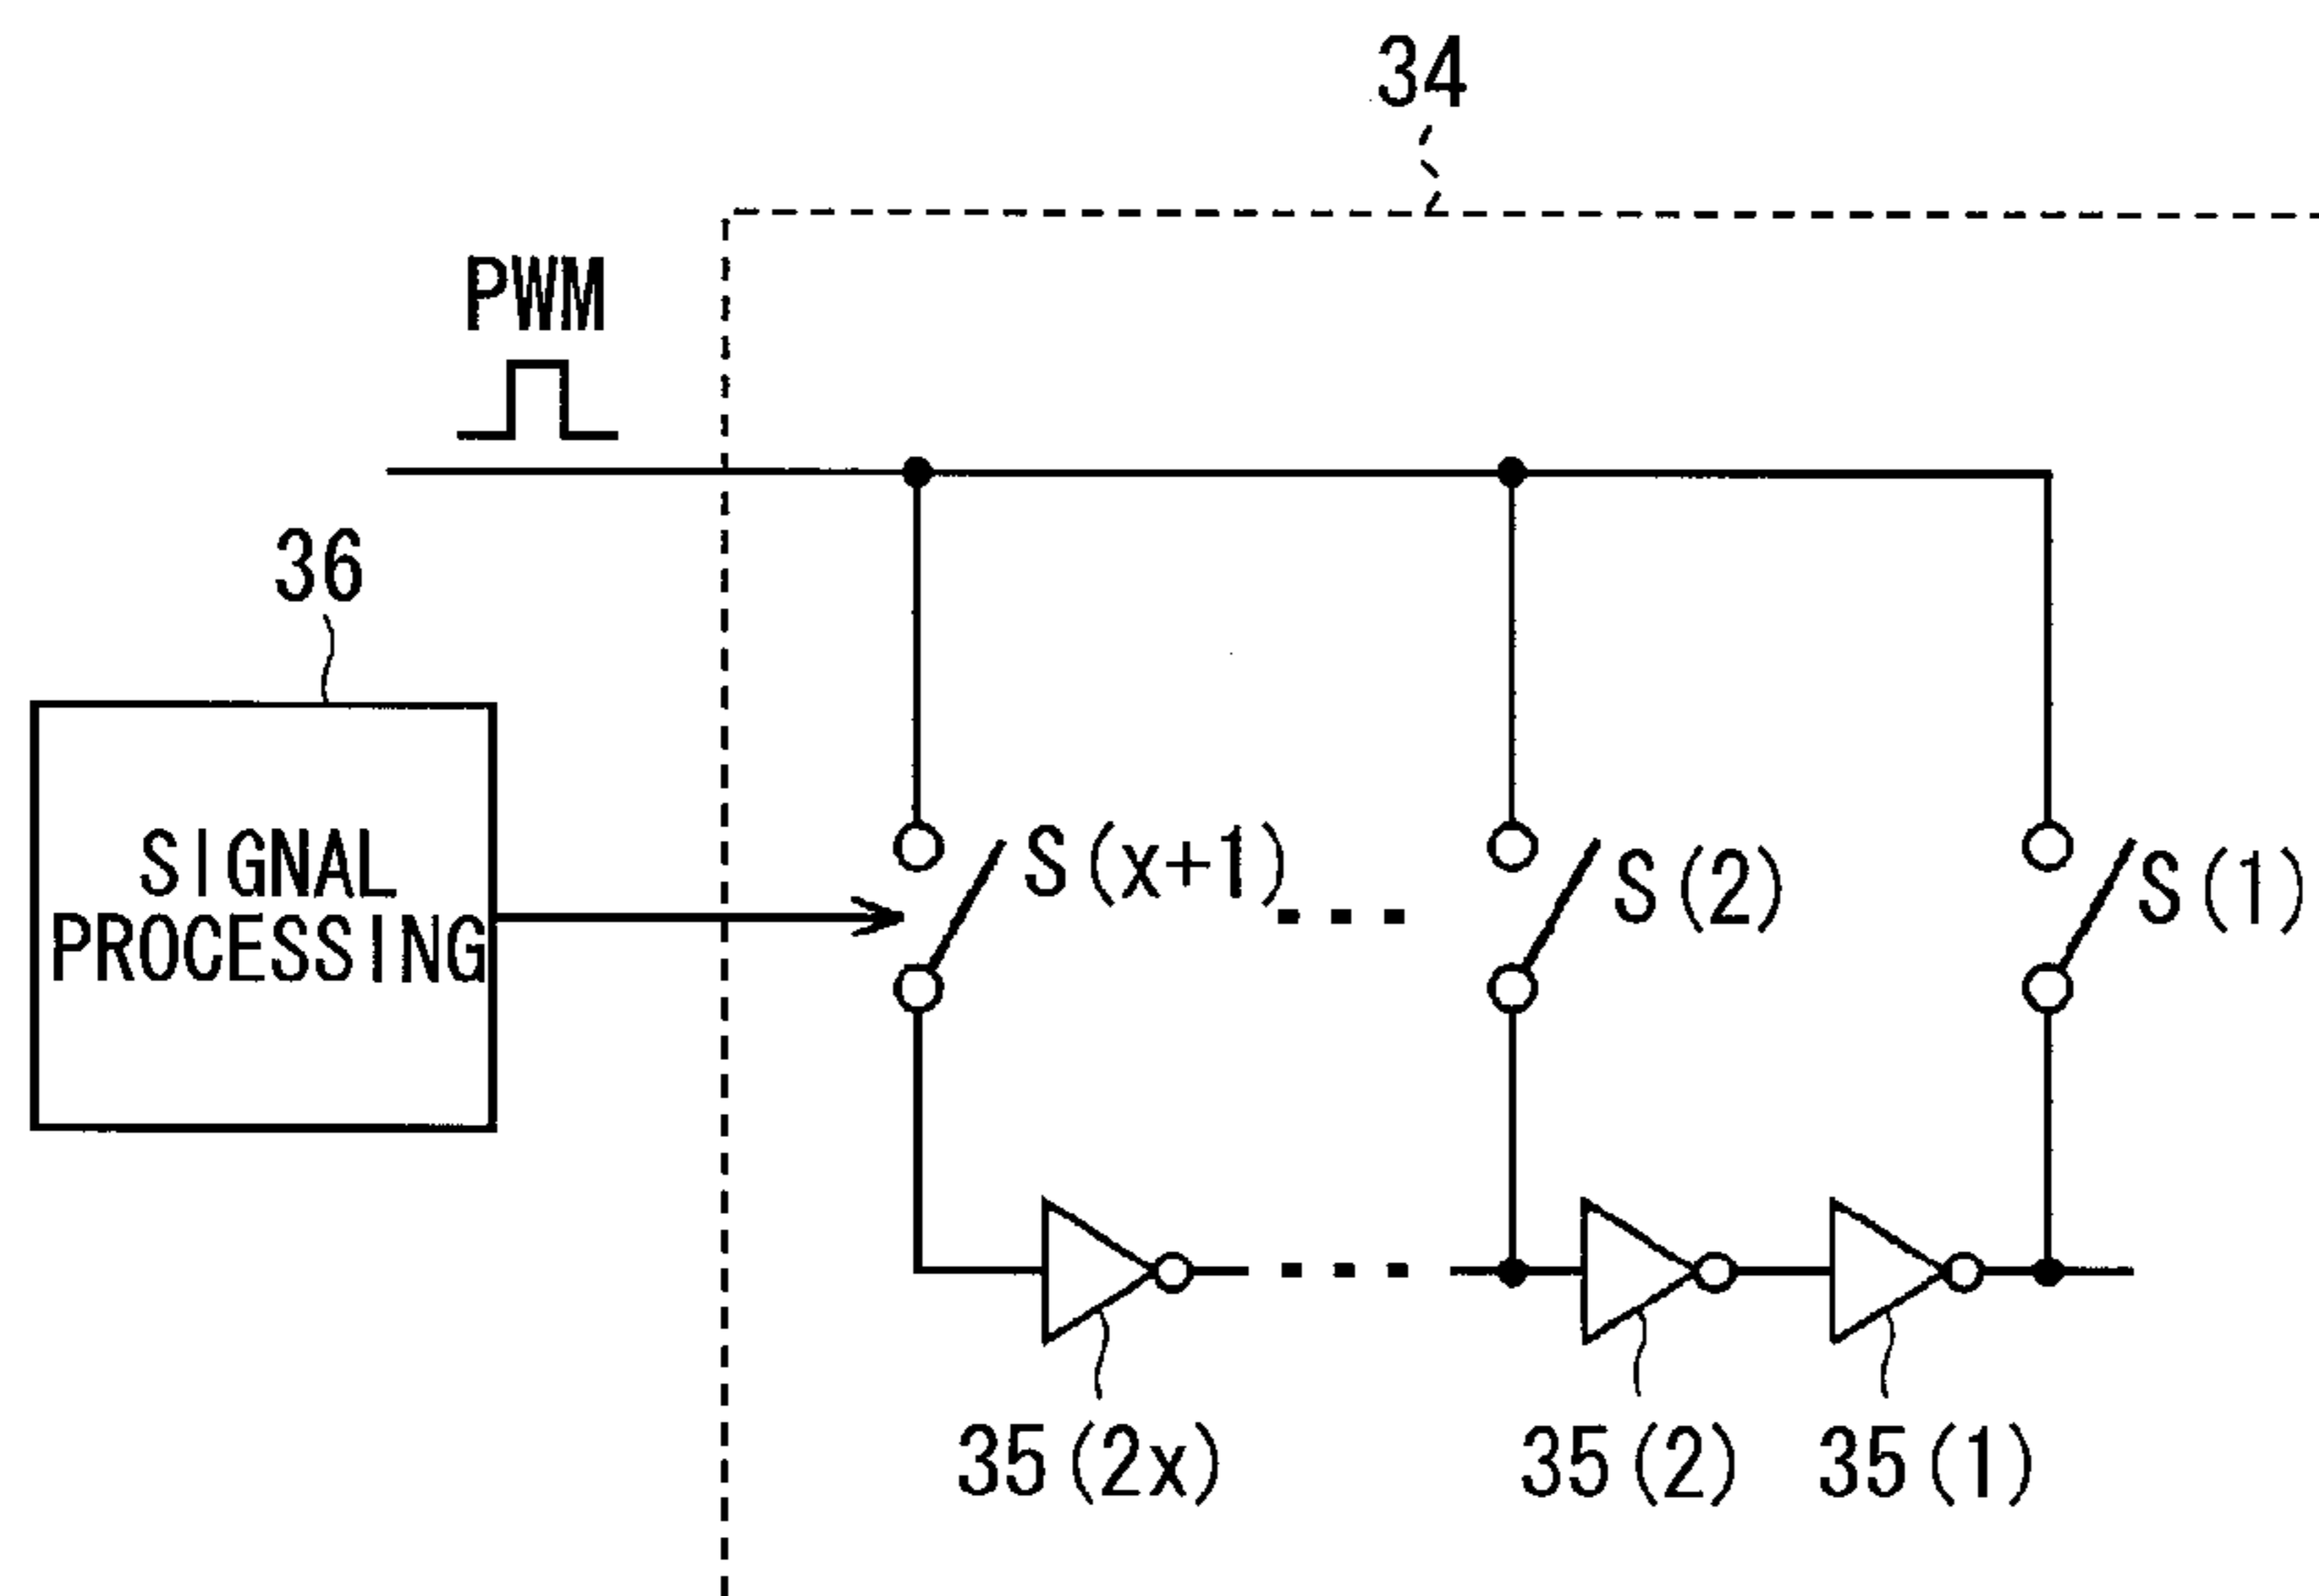 34
PWM
36
SIGNAL
PROCESSING
S(x+1)
S(2)
S(1)
35(2x)
35(2)
35(1)